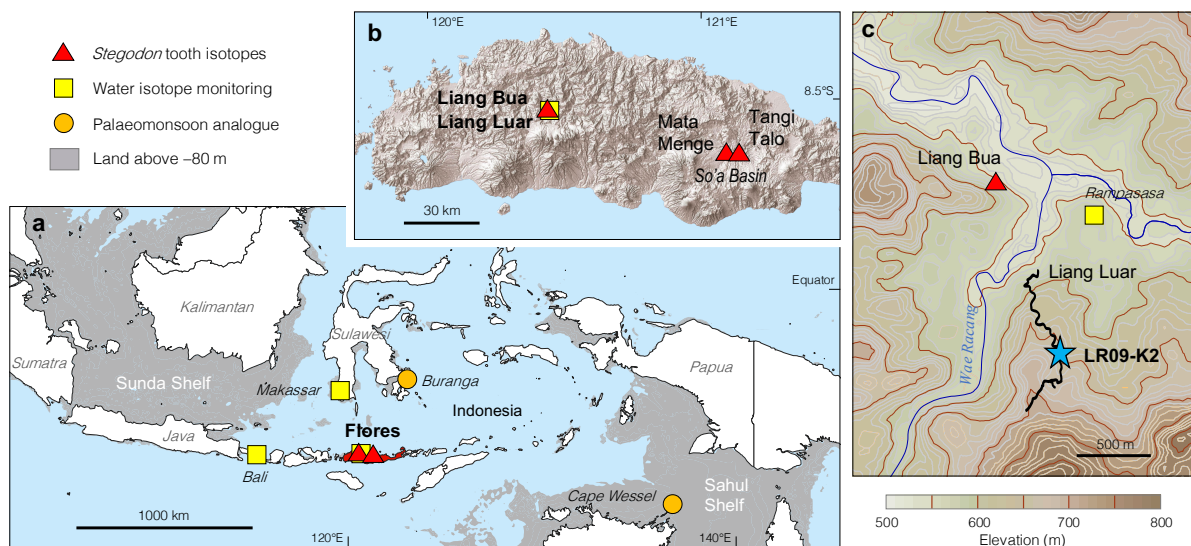 Stegodon tooth isotopes
Water isotope monitoring
Palaeomonsoon analogue
Land above –80 m
b
120°E
121°E
8.5°S
Liang Bua
Liang Luar
Mata
Menge
Tangi
Talo
So'a Basin
30 km
a
Equator
Kalimantan
Sumatra
Sulawesi
Sunda Shelf
Makassar
Buranga
Papua
Indonesia
Java
Flores
Bali
Cape Wessel
Sahul
Shelf
1000 km
120°E
140°E
c
Liang Bua
Rampasasa
Liang Luar
Wae Racang
LR09-K2
500 m
500
600
700
800
Elevation (m)